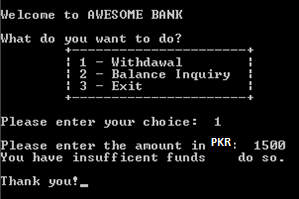 Welcome to AWESOME BANK
What do you want to do?
1 - Withdawal
2 - Balance Inquiry
3 - Exit
Please enter your choice: 1
Please enter the amount in PKR: 1500
You have insufficent funds do so.
Thank you!_